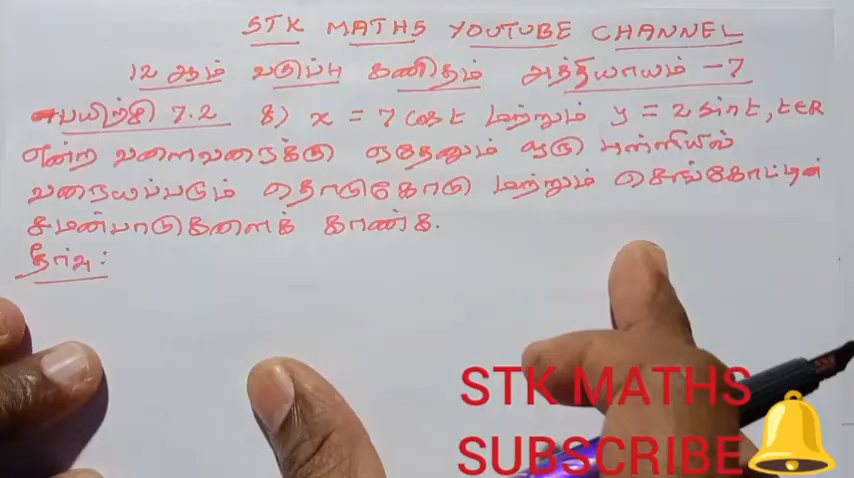 STK MATHS YOUTUBE CHANNEL
12 ஆம் வகுப்பு கணிதம் அத்தியாயம் - 7
பயிற்சி 7.2 8) x = 7 cos t மற்றும் y = 2 sin t, t ∈ R
என்ற வளைவரைக்கு ஏதேனும் ஒரு புள்ளியில்
வரையப்படும் தொடுகோடு மற்றும் செங்கோட்டின்
சமன்பாடுகளைக் காண்க.
தீர்வு:
STK MATHS
SUBSCRIBE